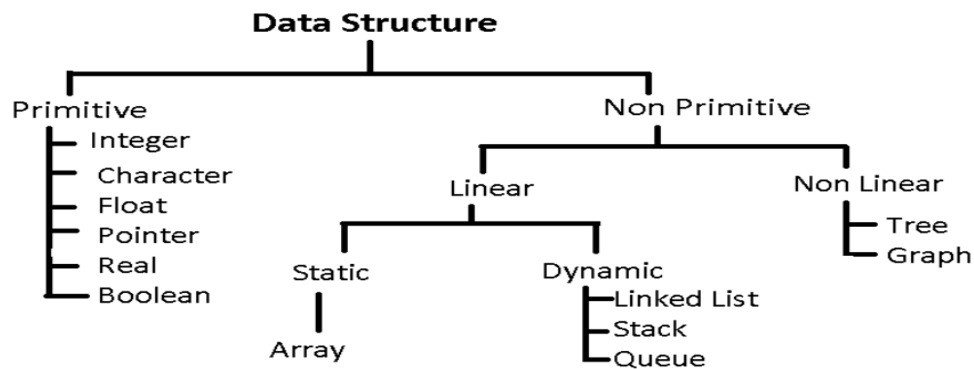 Data Structure
Primitive
Integer
Character
Float
Pointer
Real
Boolean
Non Primitive
Linear
Static
Array
Dynamic
Linked List
Stack
Queue
Non Linear
Tree
Graph